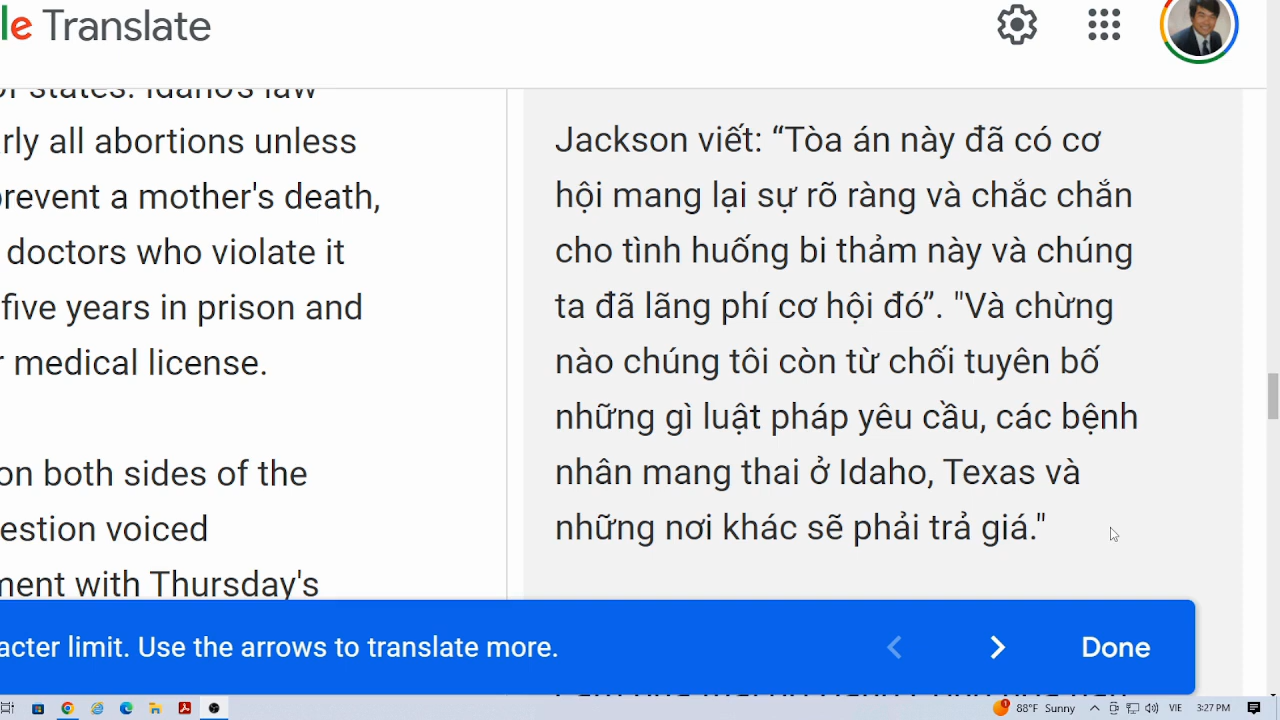 le Translate
of states. Idaho's law
rly all abortions unless
prevent a mother's death,
doctors who violate it
five years in prison and
r medical license.
on both sides of the
estion voiced
ment with Thursday's
Jackson viết: “Tòa án này đã có cơ
hội mang lại sự rõ ràng và chắc chắn
cho tình huống bi thảm này và chúng
ta đã lãng phí cơ hội đó”. "Và chừng
nào chúng tôi còn từ chối tuyên bố
những gì luật pháp yêu cầu, các bệnh
nhân mang thai ở Idaho, Texas và
những nơi khác sẽ phải trả giá."
acter limit. Use the arrows to translate more.
Done
88°F Sunny
VIE
3:27 PM